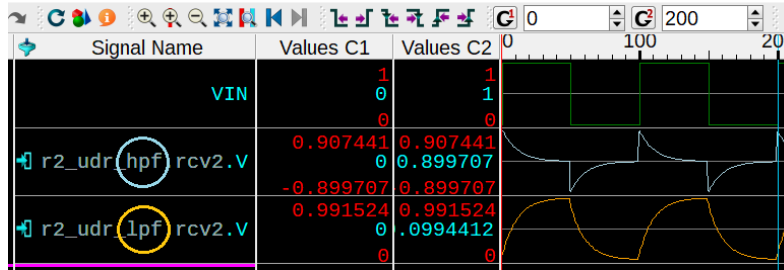 0 200
Signal Name Values C1 Values C2 0 100 20
1 1
VIN 0 1
0 0
0.907441 0.907441
r2_udr_hpf_rcv2.V 0 0.899707
-0.899707 -0.899707
0.991524 0.991524
r2_udr_lpf_rcv2.V 0 .0994412
0 0